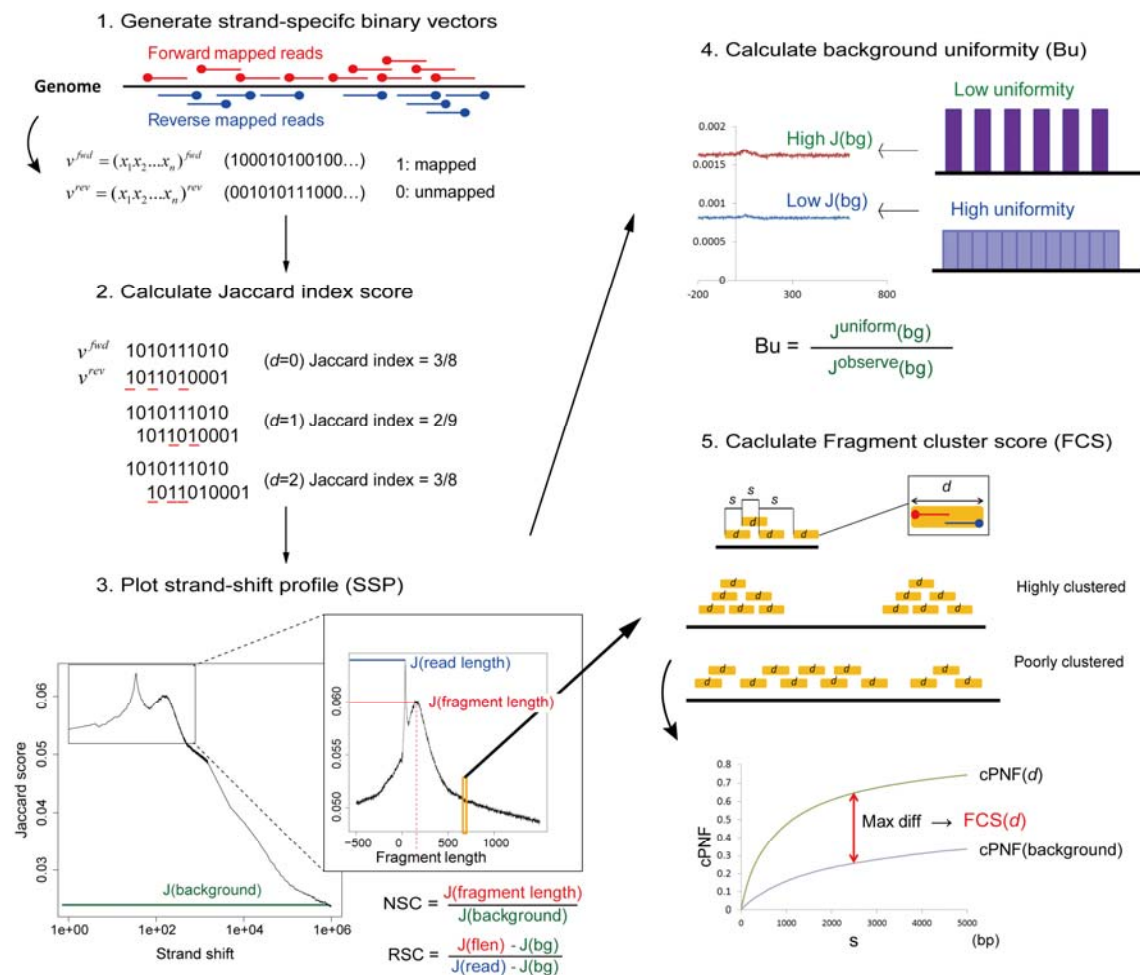 1. Generate strand-specifc binary vectors
Forward mapped reads
Genome
Reverse mapped reads
v^fwd = (x1x2...xn)^fwd (100010100100…) 1: mapped
v^rev = (x1x2...xn)^rev (001010111000…) 0: unmapped
2. Calculate Jaccard index score
v^fwd 1010111010
v^rev 1011010001
(d=0) Jaccard index = 3/8
1010111010
1011010001
(d=1) Jaccard index = 2/9
1010111010
1011010001
(d=2) Jaccard index = 3/8
3. Plot strand-shift profile (SSP)
Jaccard score
0.06
0.05
0.04
0.03
J(background)
1e+00 1e+02 1e+04 1e+06
Strand shift
J(read length)
J(fragment length)
0.060
0.055
0.050
−500 0 500 1000
Fragment length
NSC = J(fragment length)
J(background)
RSC = J(flen) - J(bg)
J(read) - J(bg)
4. Calculate background uniformity (Bu)
Low uniformity
High J(bg)
Low J(bg)
High uniformity
0.002
0.0015
0.001
0.0005
0
-200 300 800
Bu = J^uniform(bg)
J^observe(bg)
5. Caclulate Fragment cluster score (FCS)
s
s s
d
d d d
d
d d
d d
d d d
d d d
d d
d d d
Highly clustered
d d d d d
d d d d d d
Poorly clustered
cPNF
0.8
0.7
0.6
0.5
0.4
0.3
0.2
0.1
0
cPNF(d)
Max diff → FCS(d)
cPNF(background)
0 1000 2000 3000 4000 5000
s (bp)